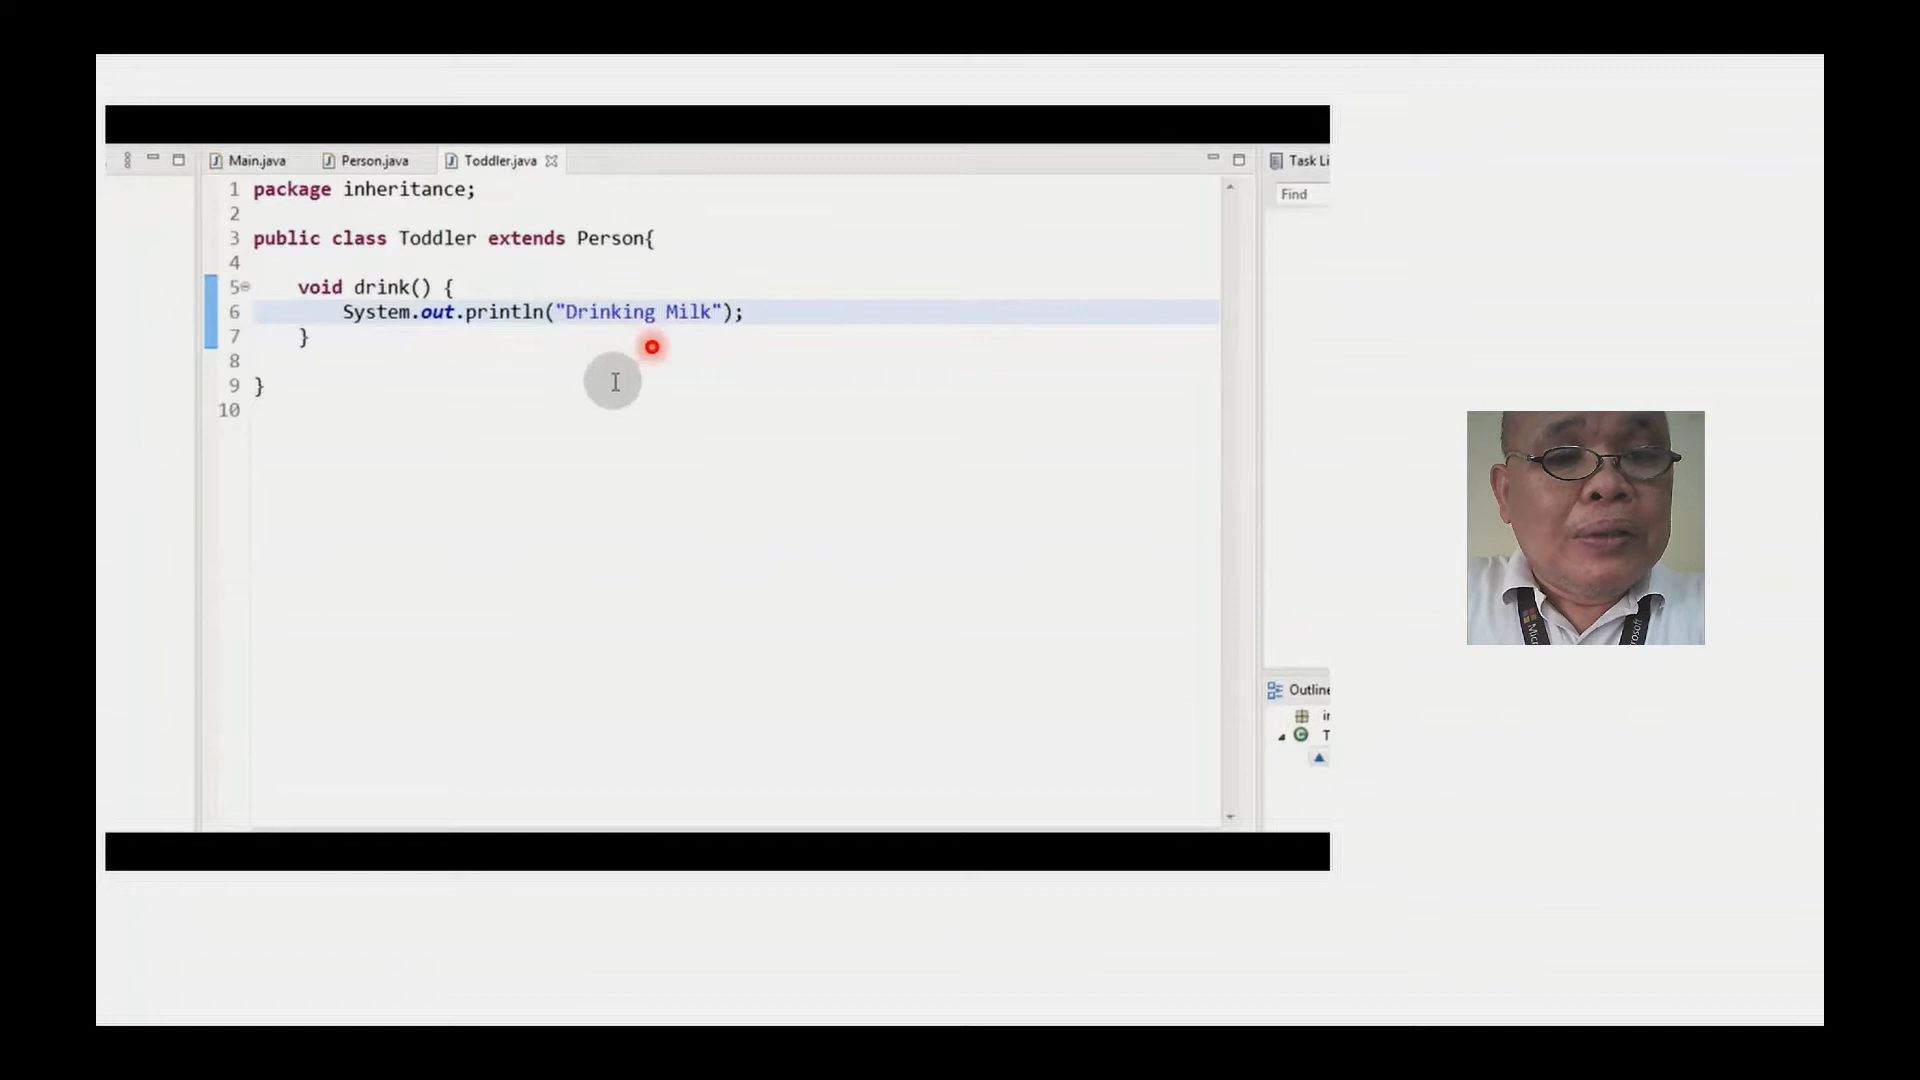 Main.java Person.java Toddler.java Task Li
Find
1 package inheritance;
2
3 public class Toddler extends Person{
4
5 void drink() {
6 System.out.println("Drinking Milk");
7 }
8
9 }
10
Outline
in
T